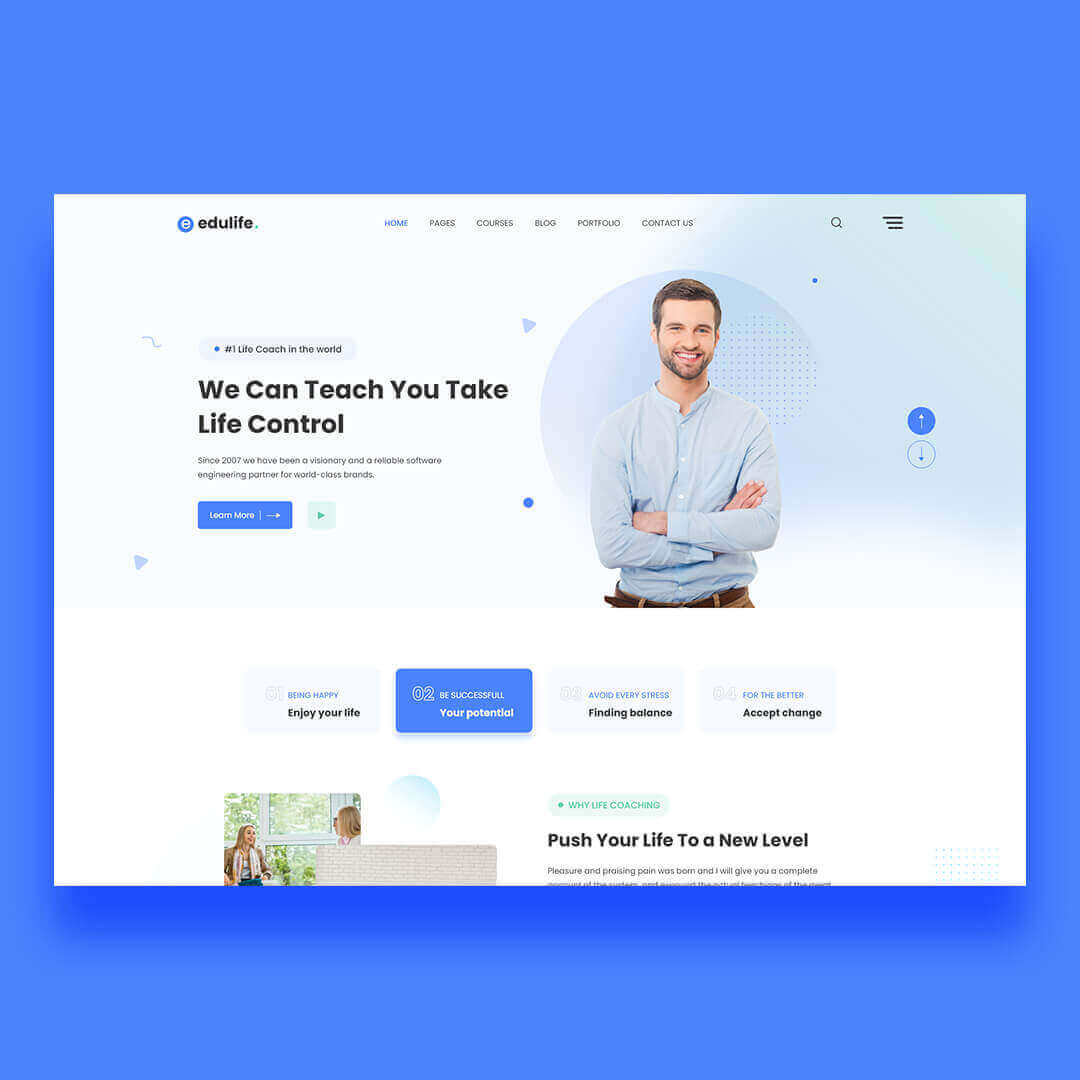 edulife.
HOME PAGES COURSES BLOG PORTFOLIO CONTACT US
#1 Life Coach in the world
We Can Teach You Take
Life Control
Since 2007 we have been a visionary and a reliable software
engineering partner for world-class brands.
Learn More
01 BEING HAPPY
Enjoy your life
02 BE SUCCESSFULL
Your potential
03 AVOID EVERY STRESS
Finding balance
04 FOR THE BETTER
Accept change
WHY LIFE COACHING
Push Your Life To a New Level
Pleasure and praising pain was born and I will give you a complete